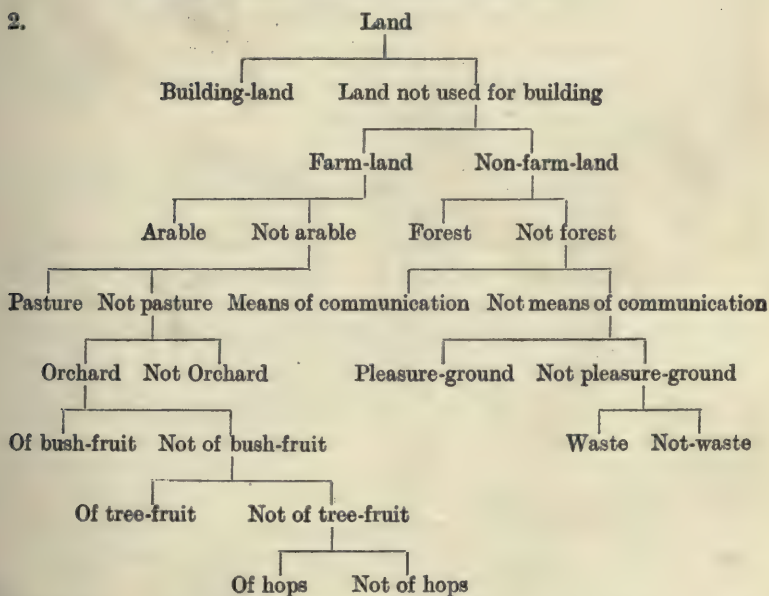 2. Land
Building-land Land not used for building
Farm-land Non-farm-land
Arable Not arable Forest Not forest
Pasture Not pasture Means of communication Not means of communication
Orchard Not Orchard Pleasure-ground Not pleasure-ground
Of bush-fruit Not of bush-fruit Waste Not-waste
Of tree-fruit Not of tree-fruit
Of hops Not of hops